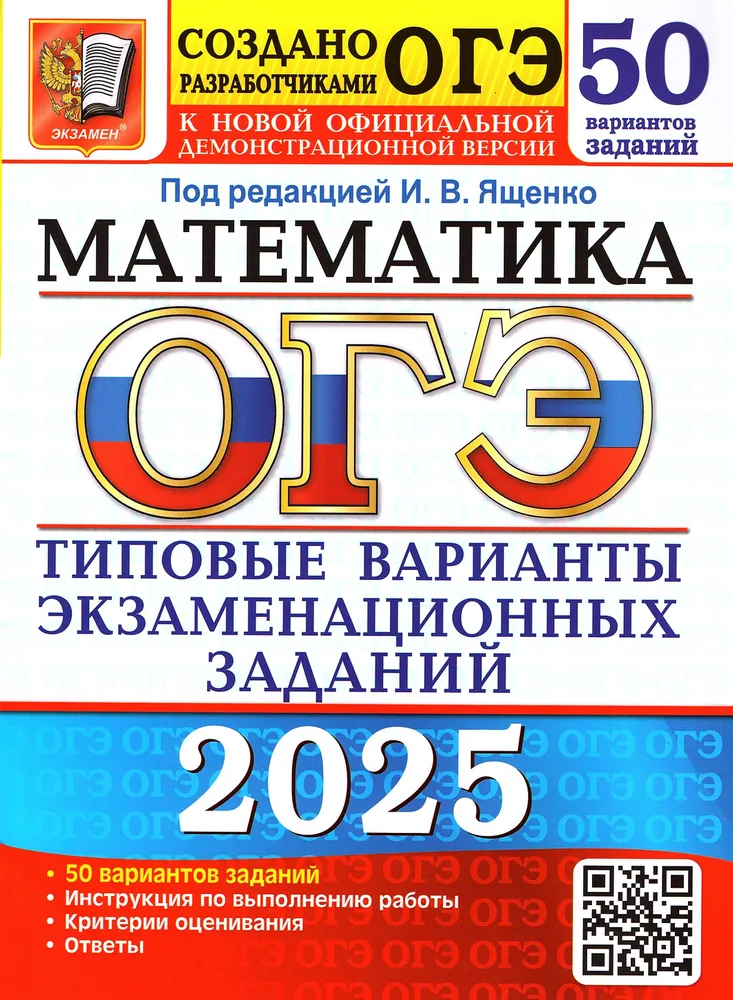 СОЗДАНО
РАЗРАБОТЧИКАМИ
ОГЭ
50
вариантов
заданий
ЭКЗАМЕН®
К НОВОЙ ОФИЦИАЛЬНОЙ
ДЕМОНСТРАЦИОННОЙ ВЕРСИИ
Под редакцией И. В. Ященко
МАТЕМАТИКА
ОГЭ
ТИПОВЫЕ ВАРИАНТЫ
ЭКЗАМЕНАЦИОННЫХ
ЗАДАНИЙ
2025
• 50 вариантов заданий
• Инструкция по выполнению работы
• Критерии оценивания
• Ответы